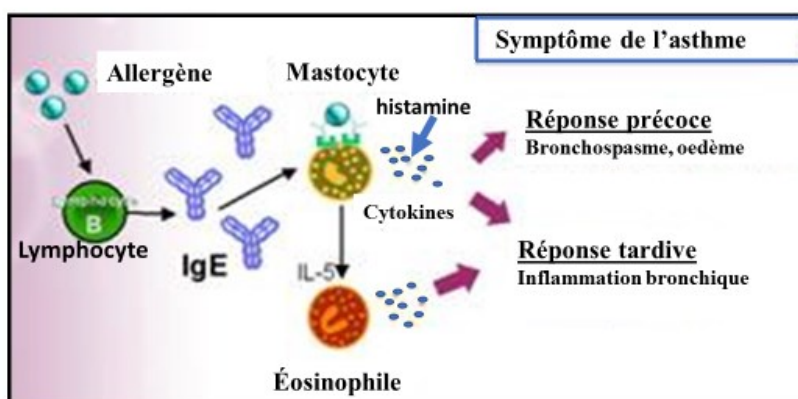 Symptôme de l'asthme
Allergène
Mastocyte
histamine
Réponse précoce
Bronchospasme, oedème
Lymphocyte
B
Cytokines
Lymphocyte
IgE
IL-5
Réponse tardive
Inflammation bronchique
Éosinophile